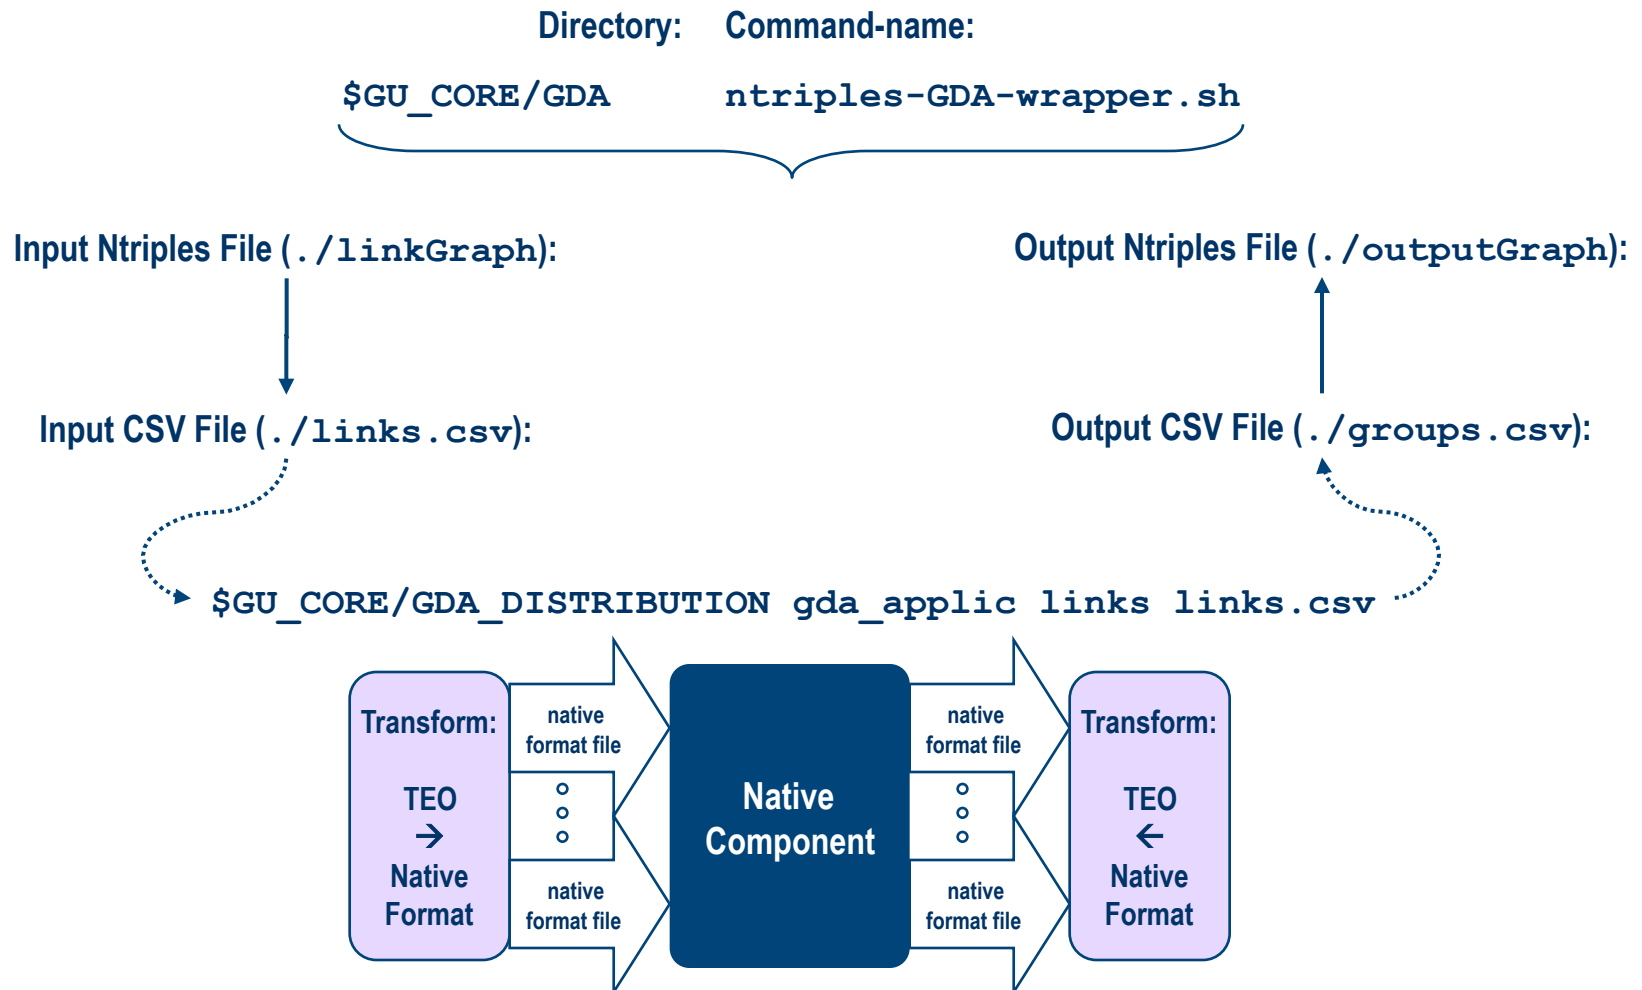 Directory: Command-name:
$GU_CORE/GDA ntriples-GDA-wrapper.sh
Input Ntriples File (./linkGraph):
Output Ntriples File (./outputGraph):
Input CSV File (./links.csv):
Output CSV File (./groups.csv):
$GU_CORE/GDA_DISTRIBUTION gda_applic links links.csv
Transform:
TEO
→
Native
Format
native
format file
native
format file
Native
Component
native
format file
native
format file
Transform:
TEO
←
Native
Format